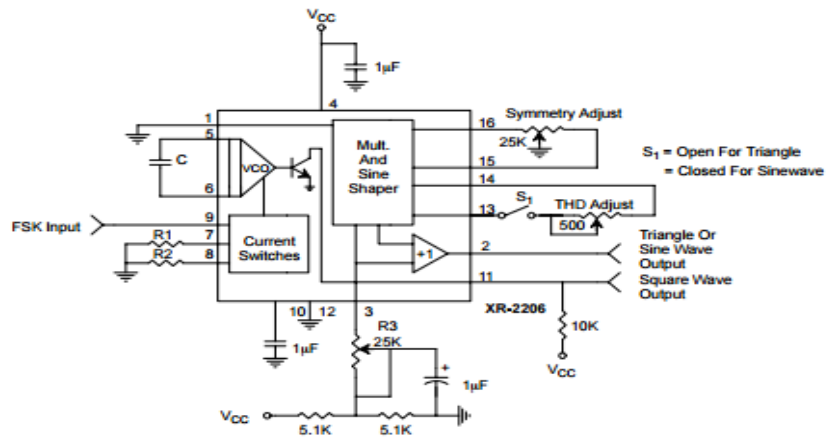 VCC
1µF
4
1
16
Symmetry Adjust
5
25K
Mult.
And
Sine
Shaper
C
VCO
15
S1 = Open For Triangle
= Closed For Sinewave
14
6
S1
THD Adjust
13
500
FSK Input
9
R1
7
R2
8
Current
Switches
+1
2
Triangle Or
Sine Wave
Output
11
Square Wave
Output
10
12
3
XR-2206
1µF
R3
25K
10K
+
1µF
VCC
VCC
5.1K
5.1K